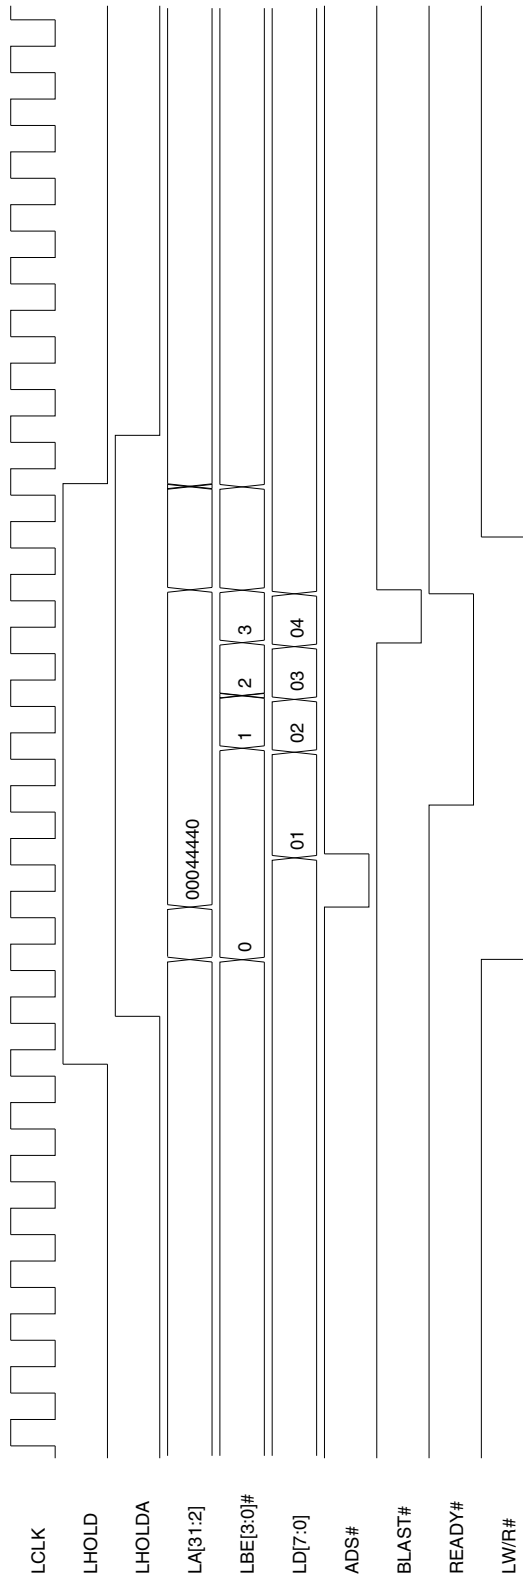 LCLK
LHOLD
LHOLDA
LA[31:2]
00044440
LBE[3:0]#
0 1 2 3
LD[7:0]
01 02 03 04
ADS#
BLAST#
READY#
LW/R#